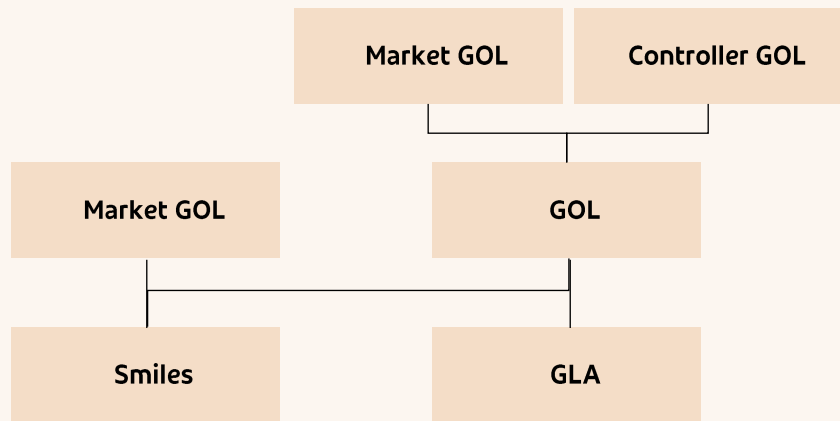 Market GOL
Controller GOL
Market GOL
GOL
Smiles
GLA